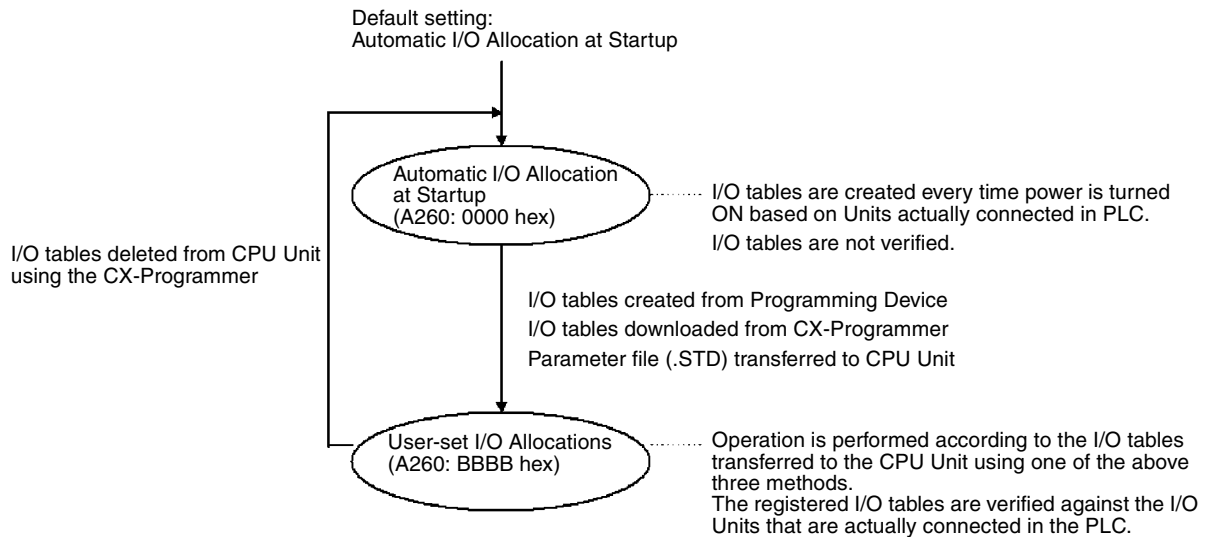 Default setting:
Automatic I/O Allocation at Startup
Automatic I/O Allocation
at Startup
(A260: 0000 hex)
I/O tables are created every time power is turned
ON based on Units actually connected in PLC.
I/O tables are not verified.
I/O tables deleted from CPU Unit
using the CX-Programmer
I/O tables created from Programming Device
I/O tables downloaded from CX-Programmer
Parameter file (.STD) transferred to CPU Unit
User-set I/O Allocations
(A260: BBBB hex)
Operation is performed according to the I/O tables
transferred to the CPU Unit using one of the above
three methods.
The registered I/O tables are verified against the I/O
Units that are actually connected in the PLC.